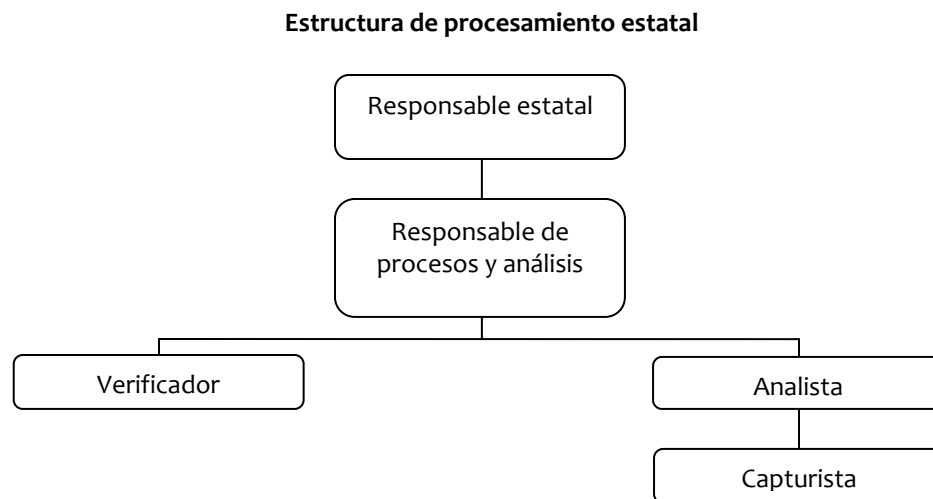 Estructura de procesamiento estatal
Responsable estatal
Responsable de
procesos y análisis
Verificador
Analista
Capturista